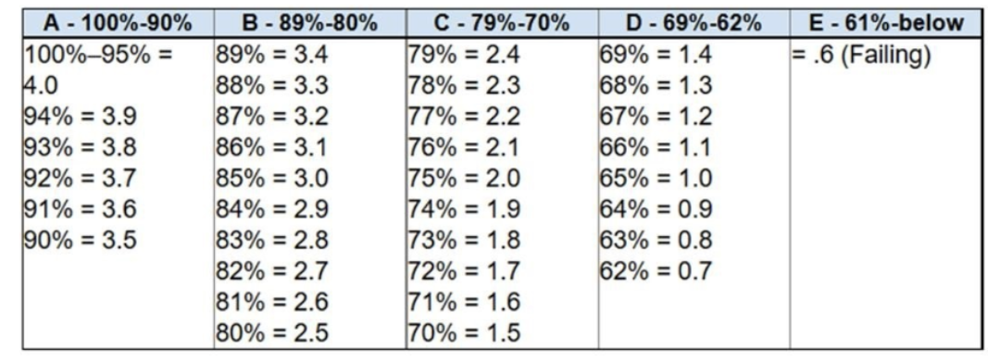 A - 100%-90%
100%–95% =
4.0
94% = 3.9
93% = 3.8
92% = 3.7
91% = 3.6
90% = 3.5
B - 89%-80%
89% = 3.4
88% = 3.3
87% = 3.2
86% = 3.1
85% = 3.0
84% = 2.9
83% = 2.8
82% = 2.7
81% = 2.6
80% = 2.5
C - 79%-70%
79% = 2.4
78% = 2.3
77% = 2.2
76% = 2.1
75% = 2.0
74% = 1.9
73% = 1.8
72% = 1.7
71% = 1.6
70% = 1.5
D - 69%-62%
69% = 1.4
68% = 1.3
67% = 1.2
66% = 1.1
65% = 1.0
64% = 0.9
63% = 0.8
62% = 0.7
E - 61%-below
= .6 (Failing)